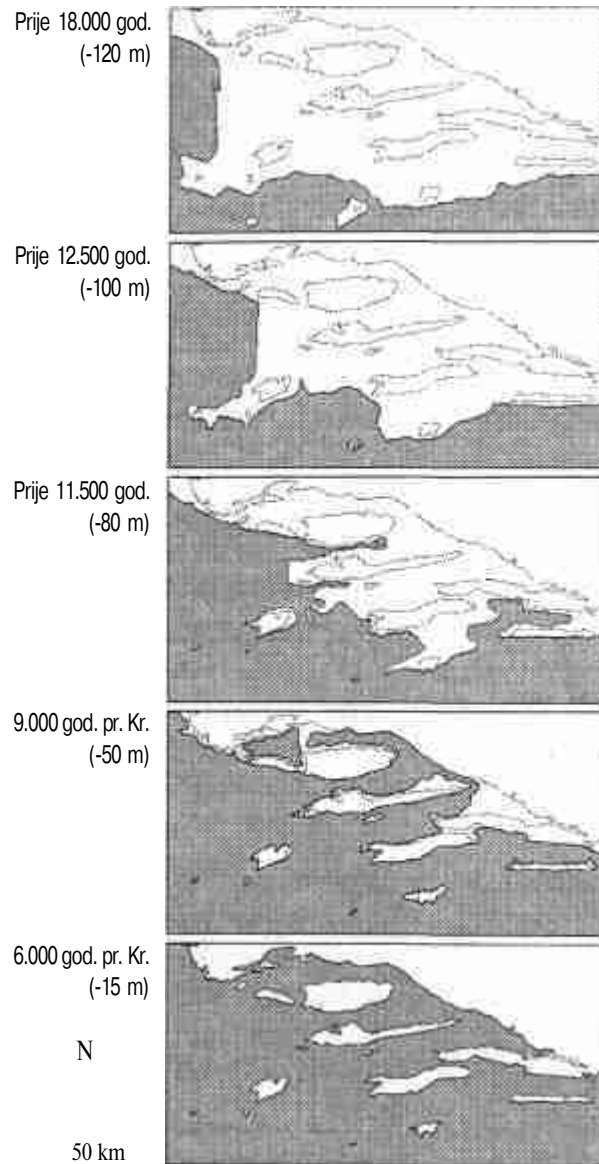 Prije 18.000 god.
(-120 m)
Prije 12.500 god.
(-100 m)
Prije 11.500 god.
(-80 m)
9.000 god. pr. Kr.
(-50 m)
6.000 god. pr. Kr.
(-15 m)
N
50 km